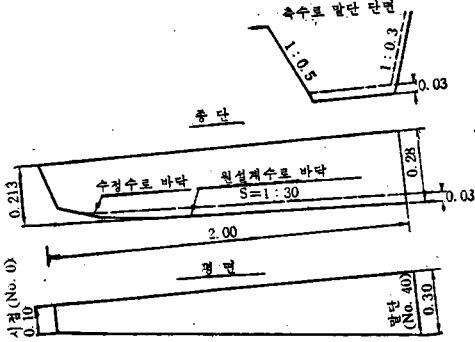 측수로 말단 단면
1:0.5
1:0.3
0.03
종단
0.213
수정수로 바닥
원설계수로 바닥
S=1:30
0.28
0.03
2.00
평면
시점(No. 0)
0.10
말단(No. 40)
0.30